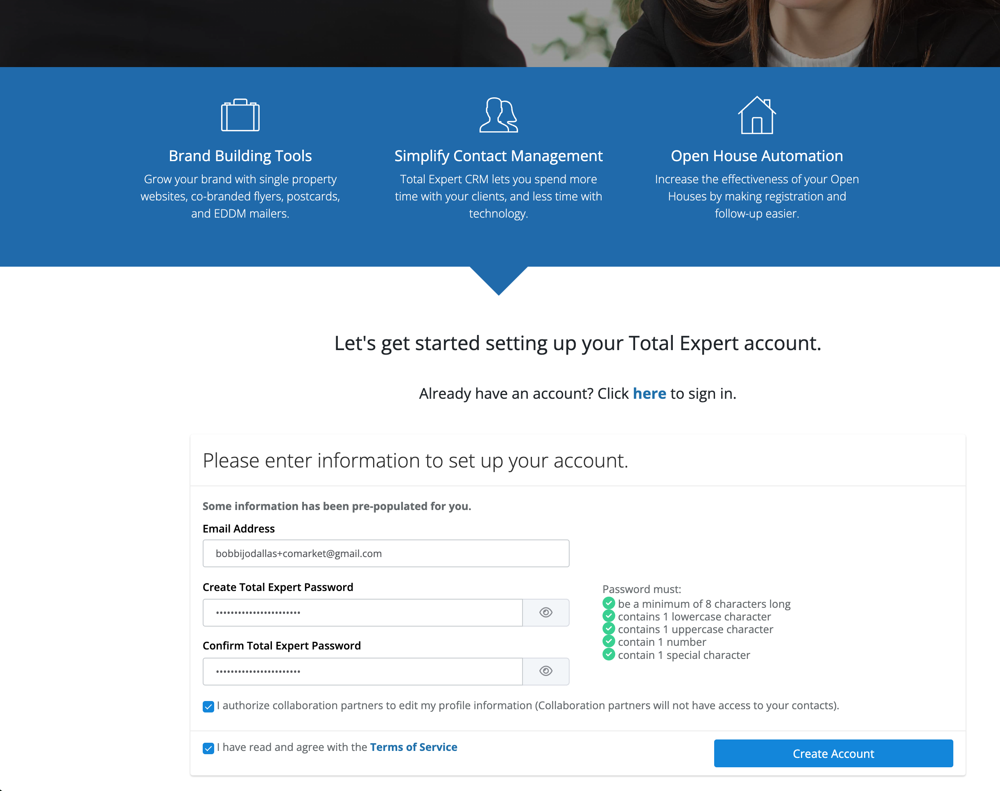 Brand Building Tools
Grow your brand with single property
websites, co-branded flyers, postcards,
and EDDM mailers.
Simplify Contact Management
Total Expert CRM lets you spend more
time with your clients, and less time with
technology.
Open House Automation
Increase the effectiveness of your Open
Houses by making registration and
follow-up easier.
Let's get started setting up your Total Expert account.
Already have an account? Click here to sign in.
Please enter information to set up your account.
Some information has been pre-populated for you.
Email Address
bobbijodallas+comarket@gmail.com
Create Total Expert Password
•••••••••••••••••••••••
Confirm Total Expert Password
•••••••••••••••••••••••
Password must:
be a minimum of 8 characters long
contains 1 lowercase character
contains 1 uppercase character
contain 1 number
contain 1 special character
I authorize collaboration partners to edit my profile information (Collaboration partners will not have access to your contacts).
I have read and agree with the Terms of Service
Create Account